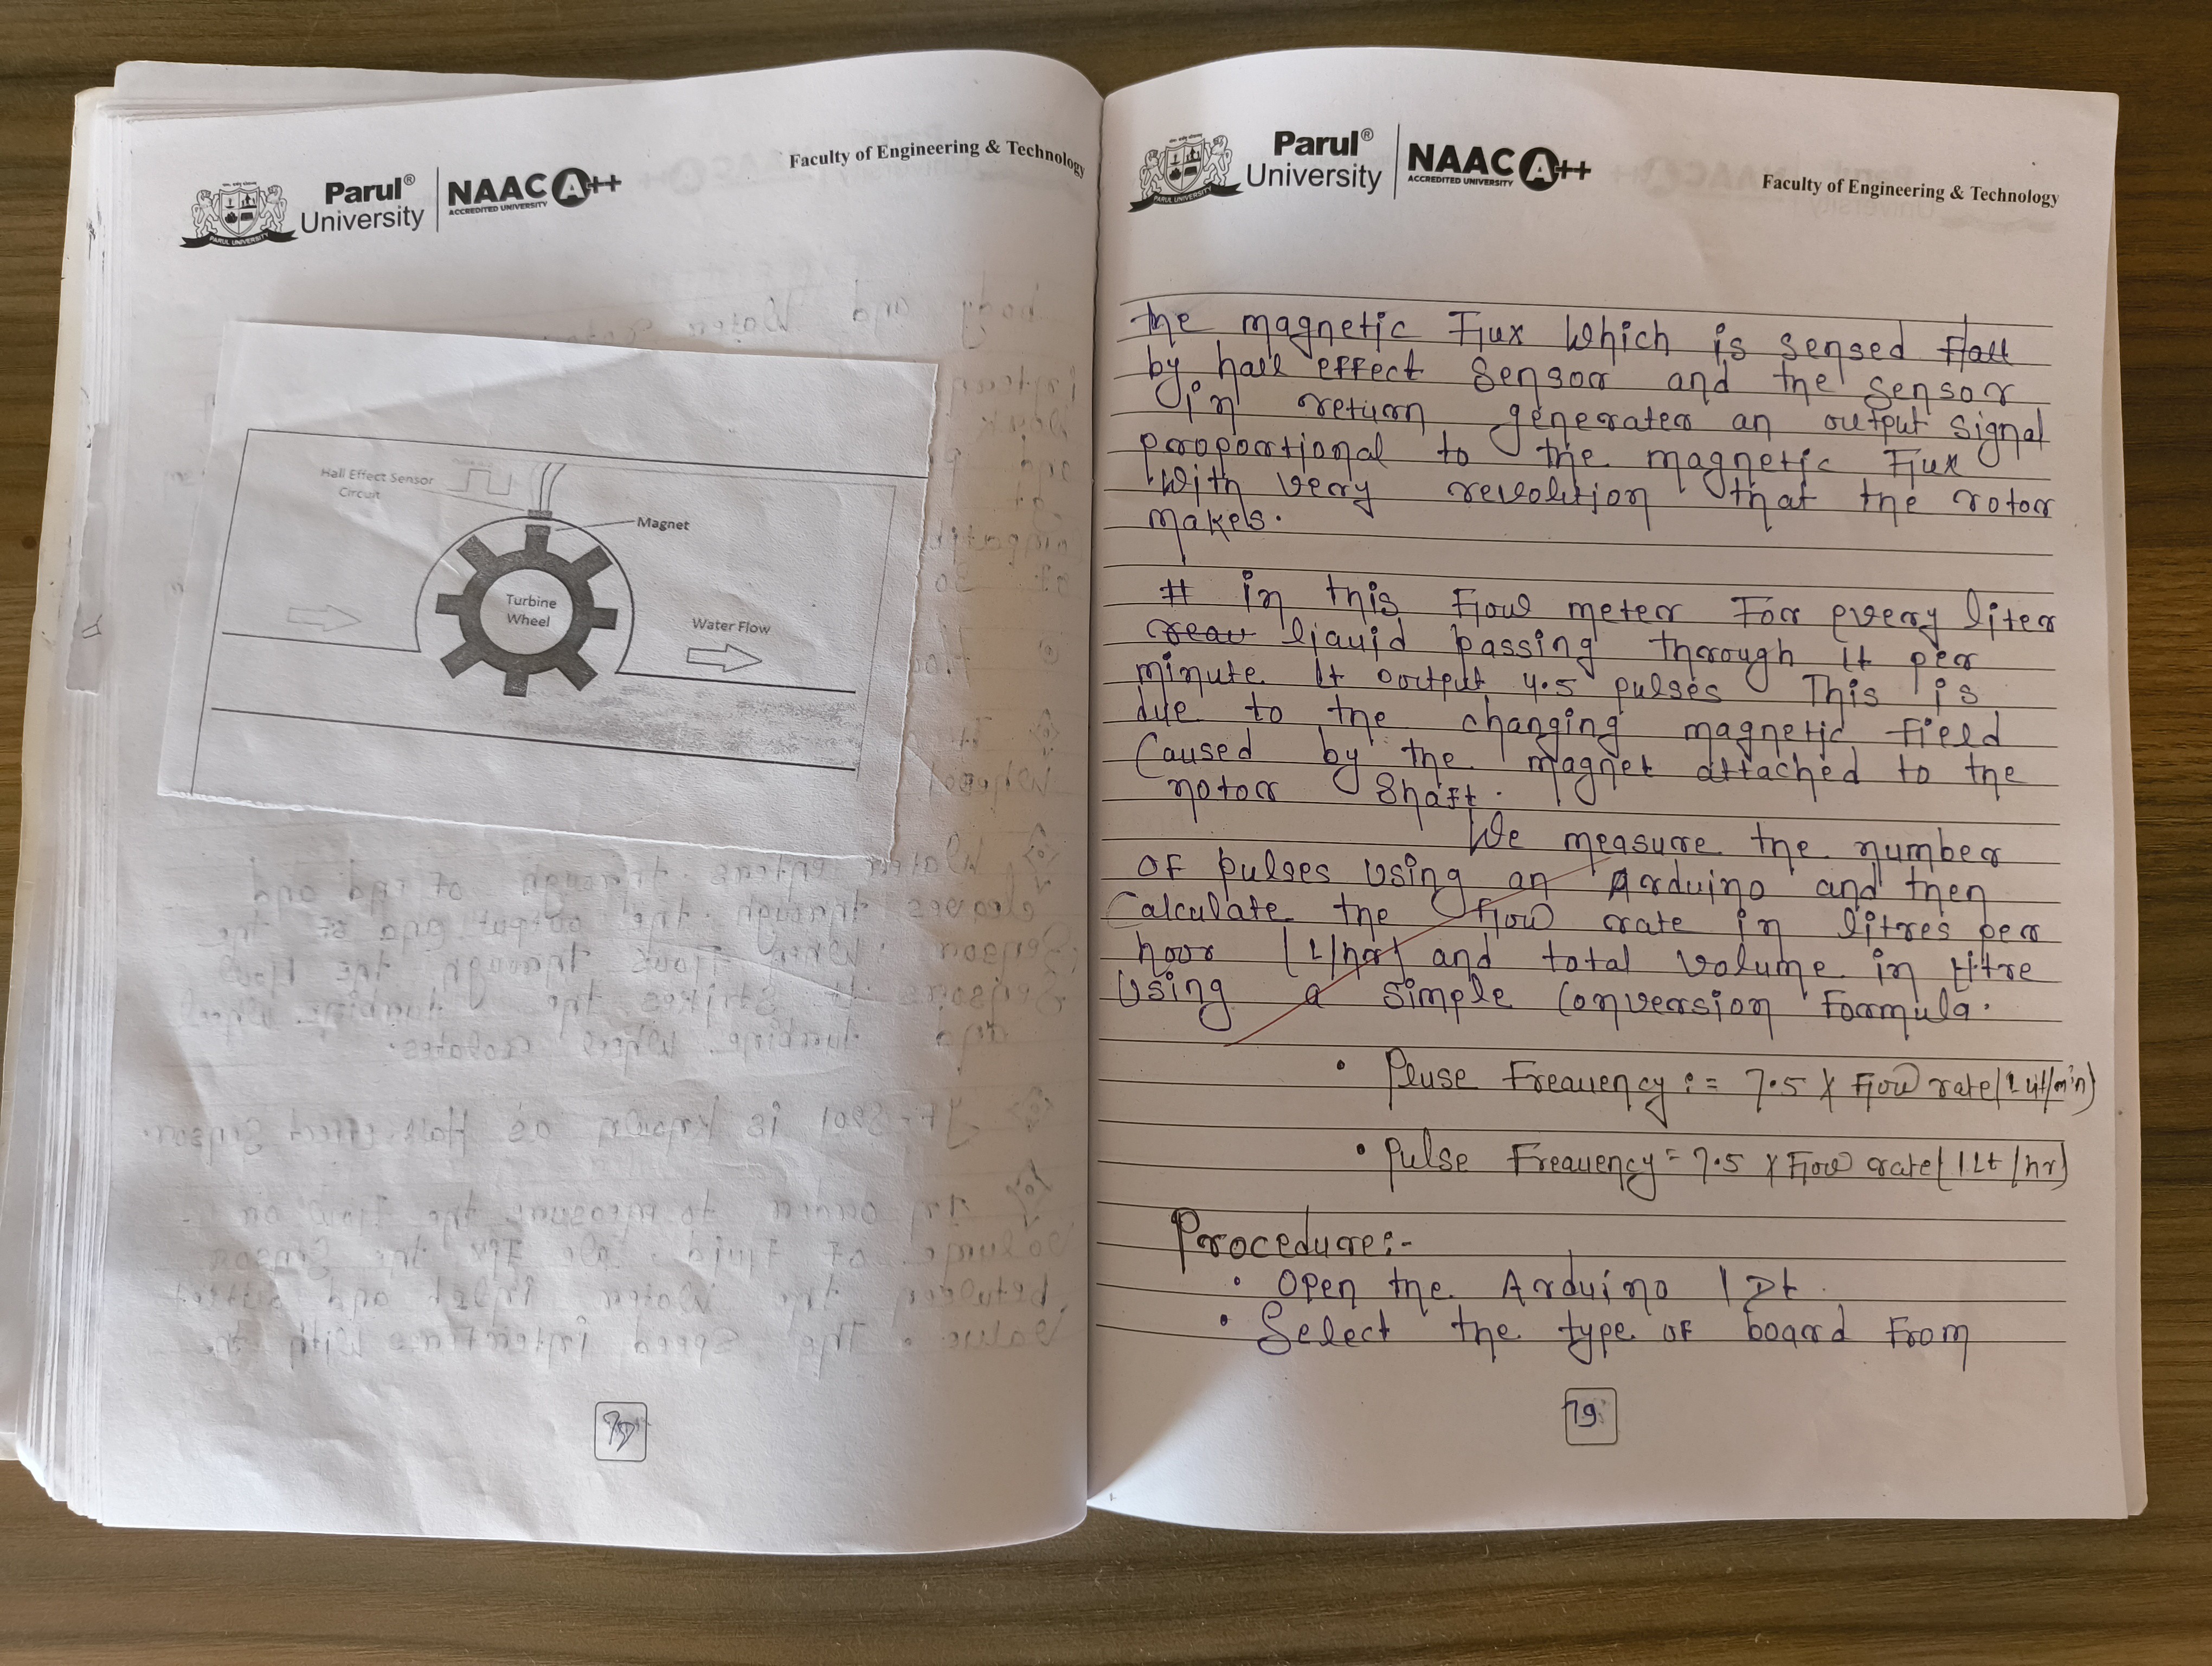 Parul®
University
NAAC A++
ACCREDITED UNIVERSITY
Faculty of Engineering & Technology
PARUL UNIVERSITY
Hall Effect Sensor
Circuit
Magnet
Turbine
Wheel
Water Flow
Parul®
University
NAAC A++
ACCREDITED UNIVERSITY
Faculty of Engineering & Technology
PARUL UNIVERSITY
the magnetic Flux Which is sensed
by hall effect Sensor and the sensor
in return generater an output signal
proportional to the magnetic Flux
With very revolution that the rotor
makes.
# in this Flow meter For every liter
liquid passing through it per
minute It output 4.5 pulses This is
due to the changing magnetic field
Caused by the magnet attached to the
rotor Shaft.
We measure the number
OF pulses Using an Arduino and then
Calculate the Flow rate in litres per
hoor (L/hr) and total volume in Litre
Using a simple Conversion Formula.
• Pluse Frequency := 7.5 X Flow rate(Lit/min)
• Pulse Frequency = 7.5 X Flow rate(Lt/hr)
Procedure:-
• Open the Arduino IDE.
• Select the type OF board From
79